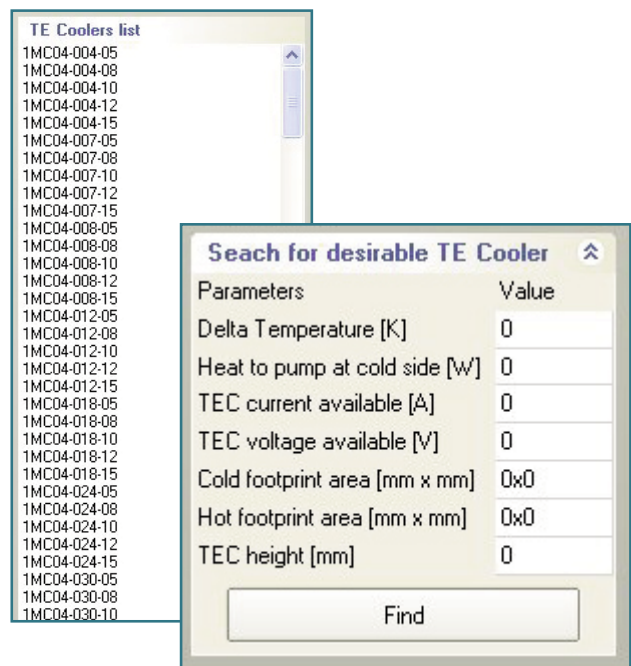 TE Coolers list
1MC04-004-05
1MC04-004-08
1MC04-004-10
1MC04-004-12
1MC04-004-15
1MC04-007-05
1MC04-007-08
1MC04-007-10
1MC04-007-12
1MC04-007-15
1MC04-008-05
1MC04-008-08
1MC04-008-10
1MC04-008-12
1MC04-008-15
1MC04-012-05
1MC04-012-08
1MC04-012-10
1MC04-012-12
1MC04-012-15
1MC04-018-05
1MC04-018-08
1MC04-018-10
1MC04-018-12
1MC04-018-15
1MC04-024-05
1MC04-024-08
1MC04-024-10
1MC04-024-12
1MC04-024-15
1MC04-030-05
1MC04-030-08
1MC04-030-10
Seach for desirable TE Cooler
Parameters Value
Delta Temperature [K] 0
Heat to pump at cold side [W] 0
TEC current available [A] 0
TEC voltage available [V] 0
Cold footprint area [mm x mm] 0x0
Hot footprint area [mm x mm] 0x0
TEC height [mm] 0
Find